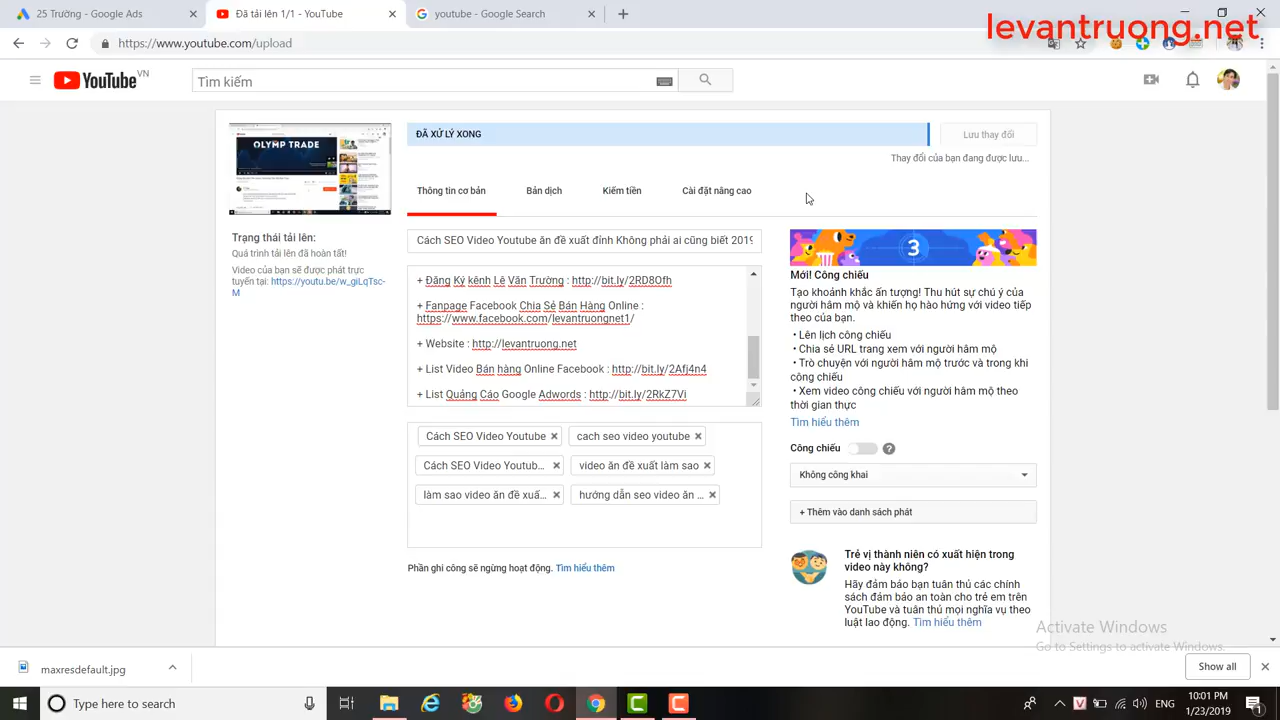 25 Trường - Google Ads
Đã tải lên 1/1 - YouTube
youtube - Google Search
levantruong.net
https://www.youtube.com/upload
YouTube VN
Tìm kiếm
OLYMP TRADE
ĐÃ XỬ LÝ XONG
Lưu thay đổi
Thay đổi của bạn đang được lưu...
Thông tin cơ bản
Bản dịch
Kiếm tiền
Cài đặt nâng cao
Trạng thái tải lên:
Quá trình tải lên đã hoàn tất!
Video của bạn sẽ được phát trực
tuyến tại: https://youtu.be/w_giLqTsc-
M
Cách SEO Video Youtube ăn đề xuất đỉnh Không phải ai cũng biết 2019
+ Đăng Ký kênh Lê Văn Trường : http://bit.ly/2RD8Ofh
+ Fanpage Facebook Chia Sẻ Bán Hàng Online :
https://www.facebook.com/levantruongnet1/
+ Website : http://levantruong.net
+ List Video Bán hàng Online Facebook : http://bit.ly/2Afj4n4
+ List Quảng Cáo Google Adwords : http://bit.ly/2RkZ7Vi
Cách SEO Video Youtube
cach seo video youtube
Cách SEO Video Youtub...
video ăn đề xuất làm sao
làm sao video ăn đề xuấ...
hướng dẫn seo video ăn ...
Phần ghi công sẽ ngừng hoạt động. Tìm hiểu thêm
3
Mới! Công chiếu
Tạo khoảnh khắc ấn tượng! Thu hút sự chú ý của
người hâm mộ và khiến họ háo hức với video tiếp
theo của bạn.
• Lên lịch công chiếu
• Chia sẻ URL trang xem với người hâm mộ
• Trò chuyện với người hâm mộ trước và trong khi
công chiếu
• Xem video công chiếu với người hâm mộ theo
thời gian thực
Tìm hiểu thêm
Công chiếu
Không công khai
+ Thêm vào danh sách phát
Trẻ vị thành niên có xuất hiện trong
video này không?
Hãy đảm bảo bạn tuân thủ các chính
sách đảm bảo an toàn cho trẻ em trên
YouTube và tuân thủ mọi nghĩa vụ theo
luật lao động. Tìm hiểu thêm
Activate Windows
Go to Settings to activate Windows.
maxresdefault.jpg
Show all
Type here to search
ENG
10:01 PM
1/23/2019